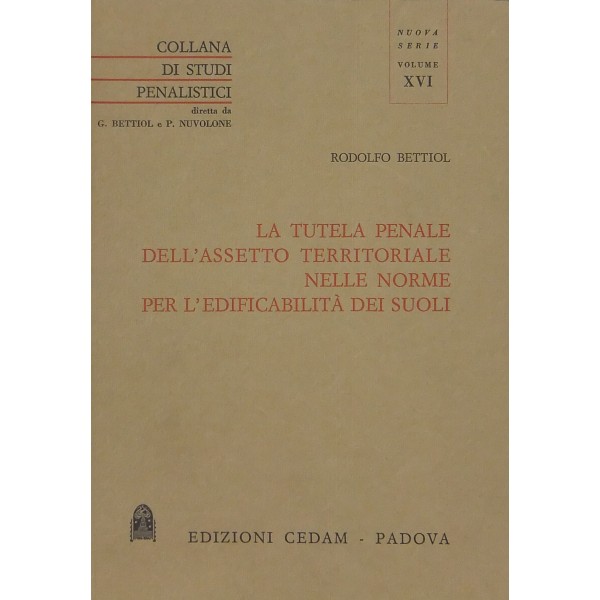 COLLANA
DI STUDI
PENALISTICI
diretta da
G. BETTIOL e P. NUVOLONE
NUOVA
SERIE
VOLUME
XVI
RODOLFO BETTIOL
LA TUTELA PENALE
DELL'ASSETTO TERRITORIALE
NELLE NORME
PER L'EDIFICABILITÀ DEI SUOLI
EDIZIONI CEDAM - PADOVA